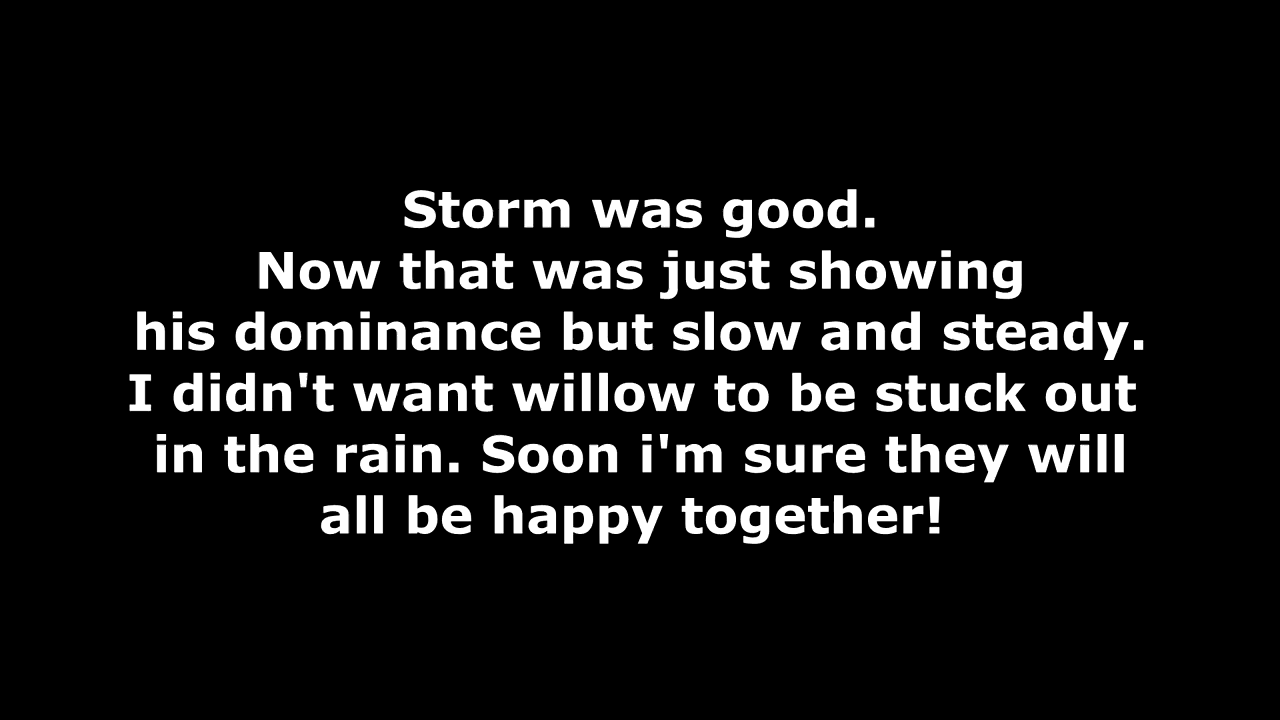 Storm was good.
Now that was just showing
his dominance but slow and steady.
I didn't want willow to be stuck out
in the rain. Soon i'm sure they will
all be happy together!